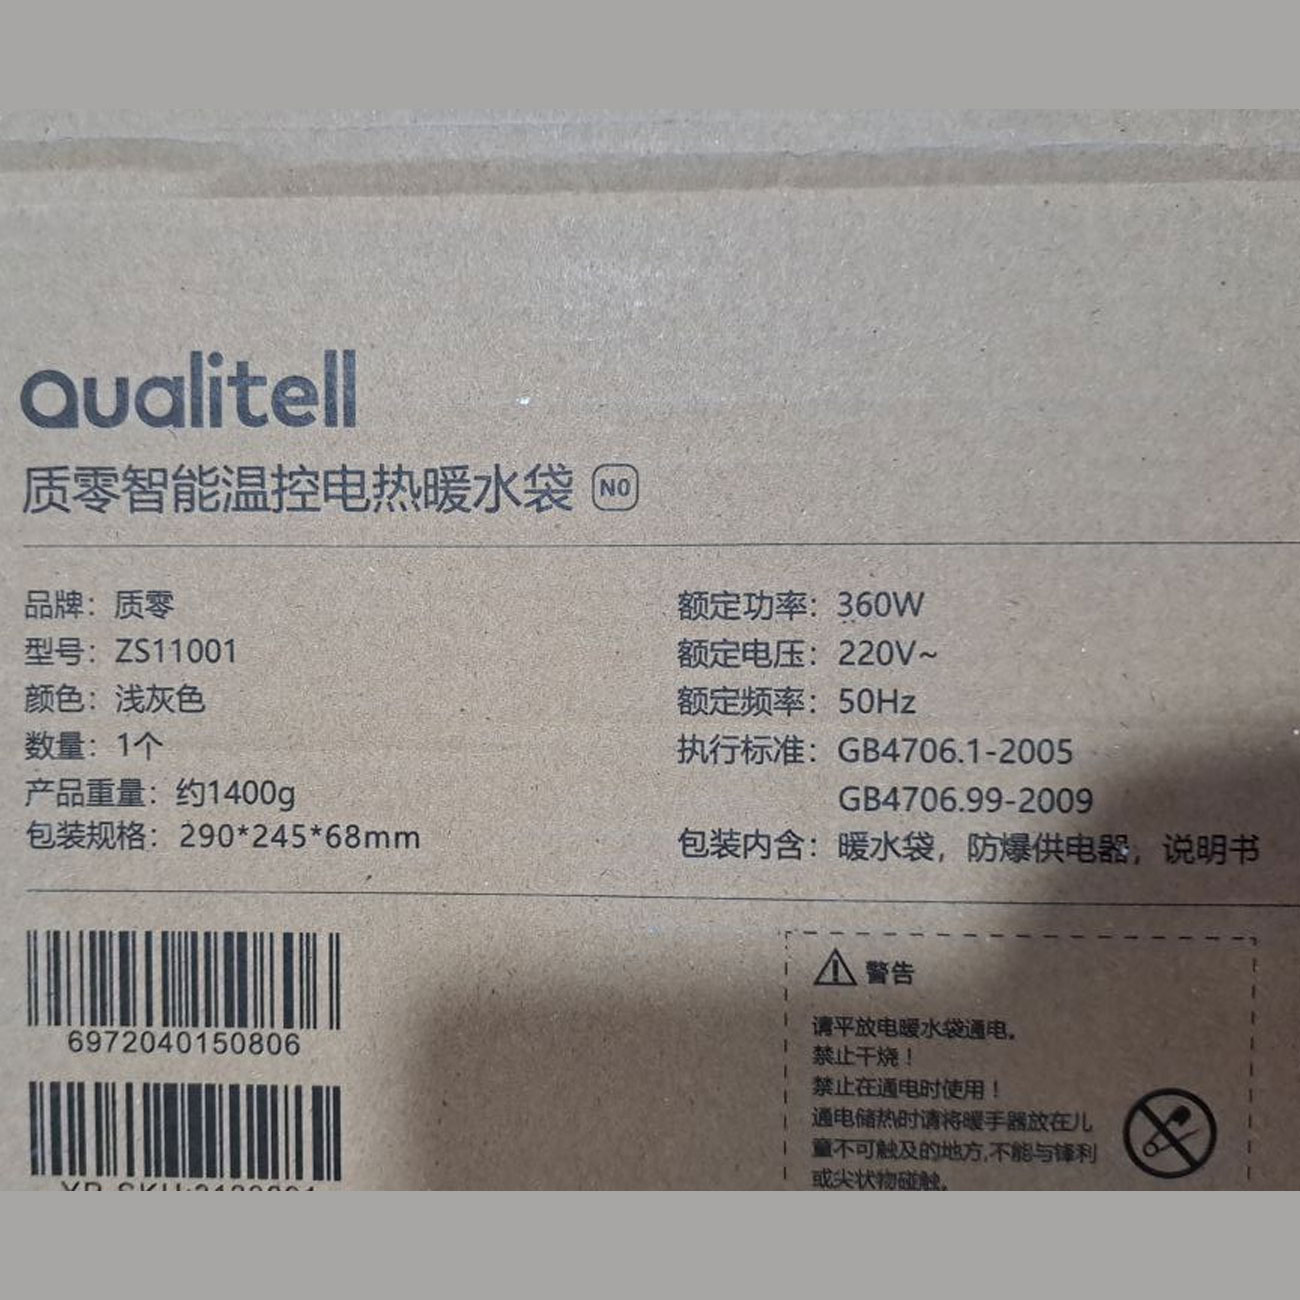 qualitell
质零智能温控电热暖水袋 N0
品牌：质零
型号：ZS11001
颜色：浅灰色
数量：1个
产品重量：约1400g
包装规格：290*245*68mm
额定功率：360W
额定电压：220V~
额定频率：50Hz
执行标准：GB4706.1-2005
GB4706.99-2009
包装内含：暖水袋，防爆供电器，说明书
6972040150806
警告
请平放电暖水袋通电。
禁止干烧！
禁止在通电时使用！
通电储热时请将暖手器放在儿
童不可触及的地方,不能与锋利
或尖状物碰触。